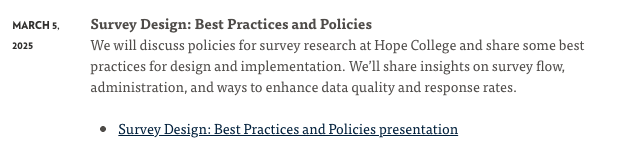 MARCH 5, 2025
Survey Design: Best Practices and Policies
We will discuss policies for survey research at Hope College and share some best
practices for design and implementation. We’ll share insights on survey flow,
administration, and ways to enhance data quality and response rates.
• Survey Design: Best Practices and Policies presentation